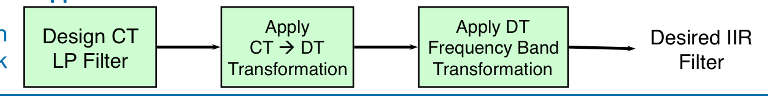 Design CT
LP Filter
Apply
CT → DT
Transformation
Apply DT
Frequency Band
Transformation
Desired IIR
Filter